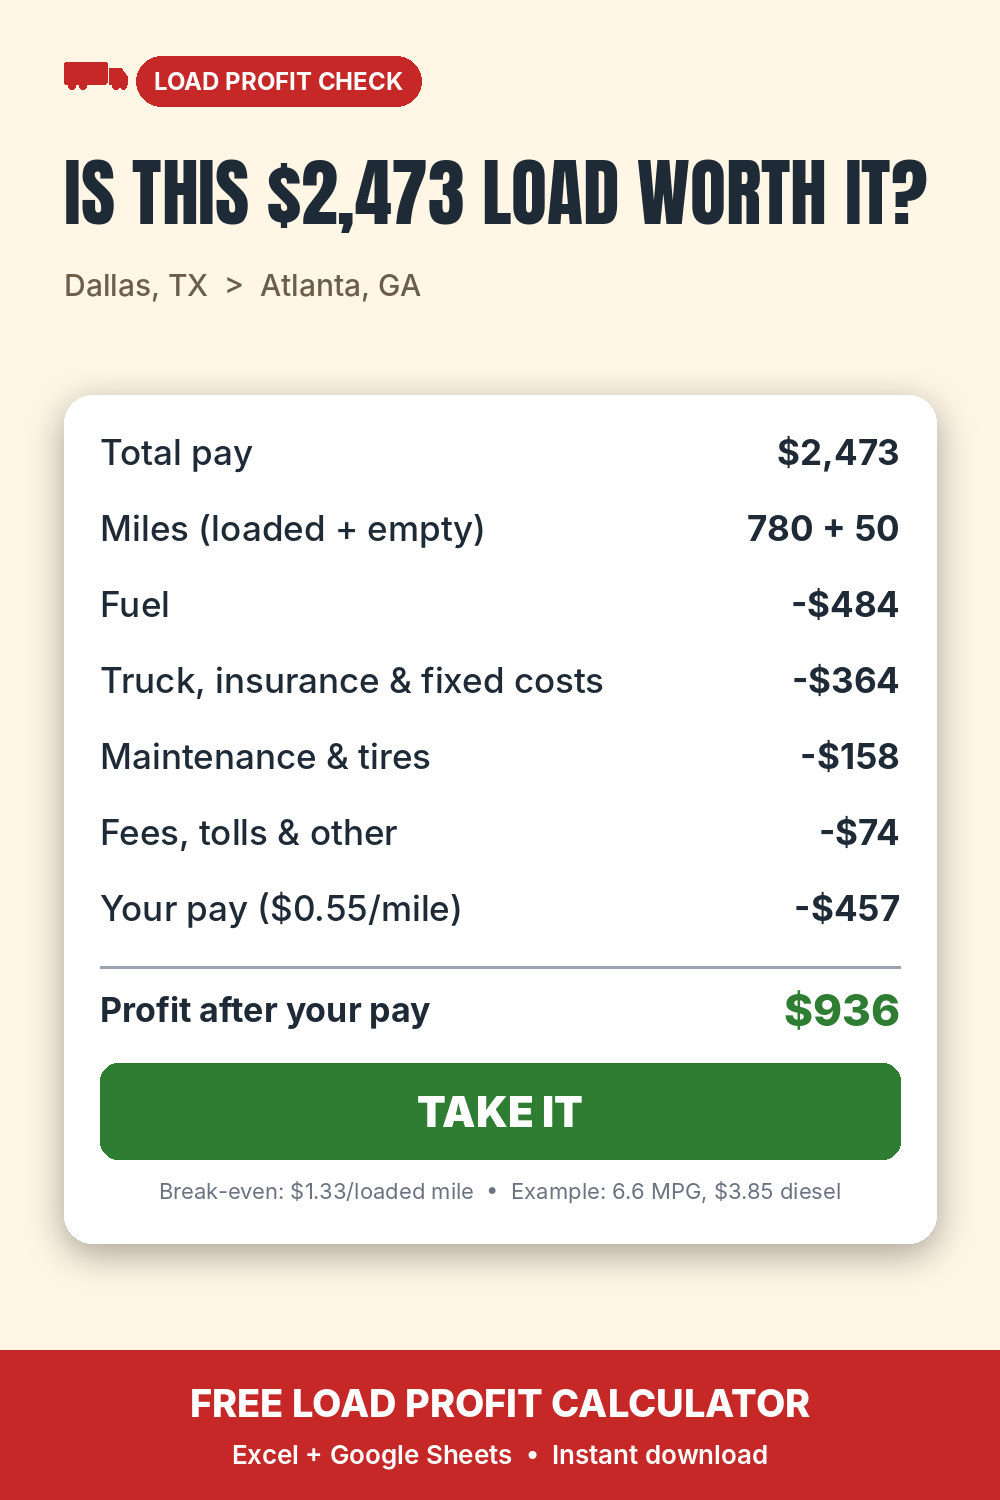 LOAD PROFIT CHECK
IS THIS $2,473 LOAD WORTH IT?
Dallas, TX > Atlanta, GA
Total pay $2,473
Miles (loaded + empty) 780 + 50
Fuel -$484
Truck, insurance & fixed costs -$364
Maintenance & tires -$158
Fees, tolls & other -$74
Your pay ($0.55/mile) -$457
Profit after your pay $936
TAKE IT
Break-even: $1.33/loaded mile • Example: 6.6 MPG, $3.85 diesel
FREE LOAD PROFIT CALCULATOR
Excel + Google Sheets • Instant download